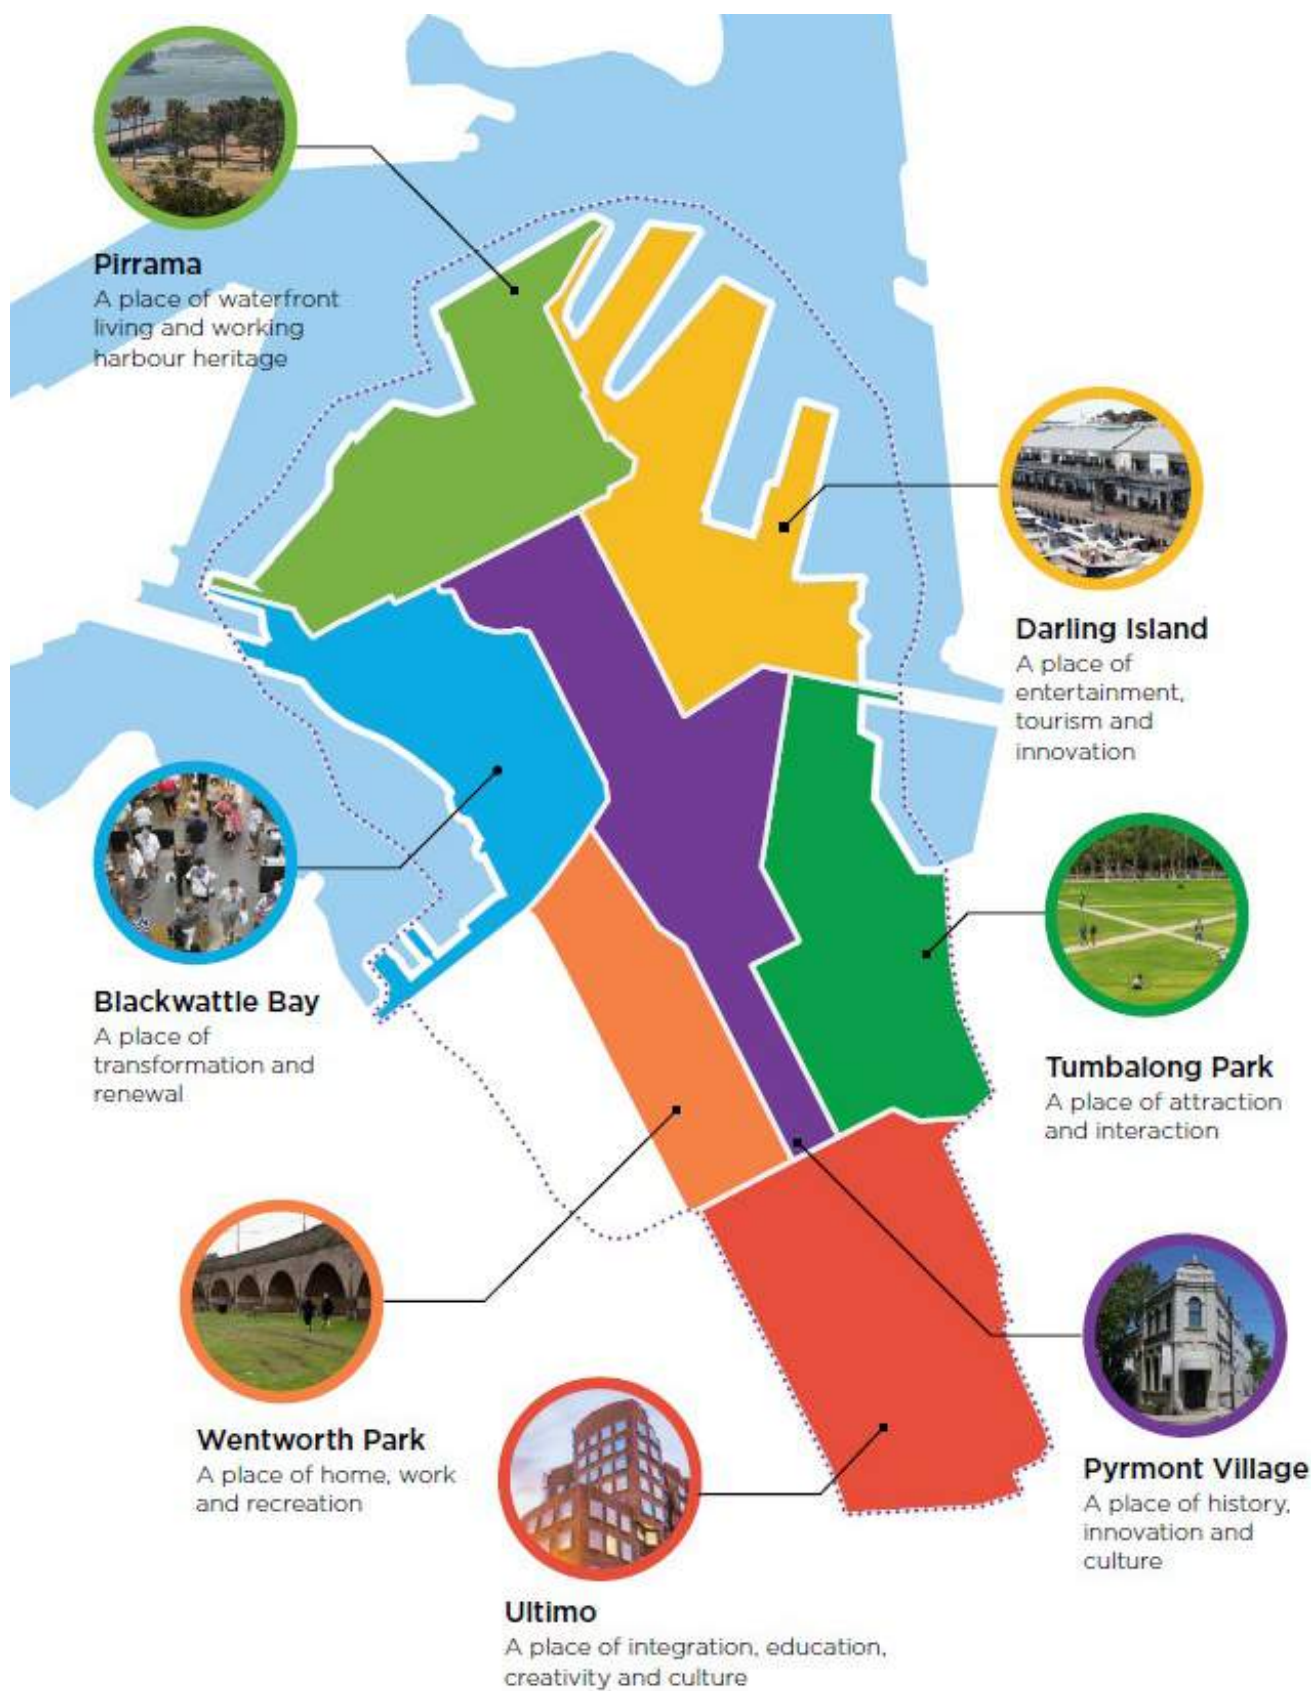 Pirrama
A place of waterfront
living and working
harbour heritage
Darling Island
A place of
entertainment,
tourism and
innovation
Blackwattle Bay
A place of
transformation and
renewal
Tumbalong Park
A place of attraction
and interaction
Wentworth Park
A place of home, work
and recreation
Pyrmont Village
A place of history,
innovation and
culture
Ultimo
A place of integration, education,
creativity and culture